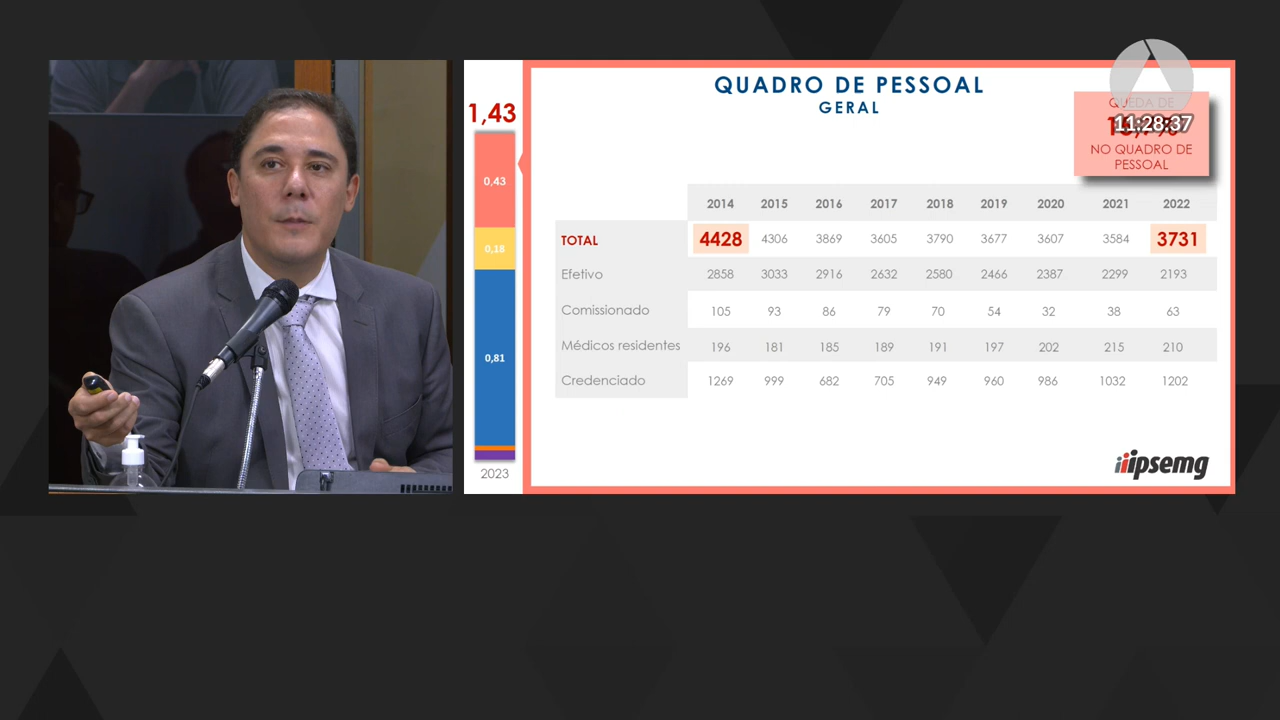 1,43
0,43
0,18
0,81
2023
QUADRO DE PESSOAL
GERAL
QUEDA DE
11:28:37
NO QUADRO DE
PESSOAL
2014 2015 2016 2017 2018 2019 2020 2021 2022
TOTAL 4428 4306 3869 3605 3790 3677 3607 3584 3731
Efetivo 2858 3033 2916 2632 2580 2466 2387 2299 2193
Comissionado 105 93 86 79 70 54 32 38 63
Médicos residentes 196 181 185 189 191 197 202 215 210
Credenciado 1269 999 682 705 949 960 986 1032 1202
ipsemg